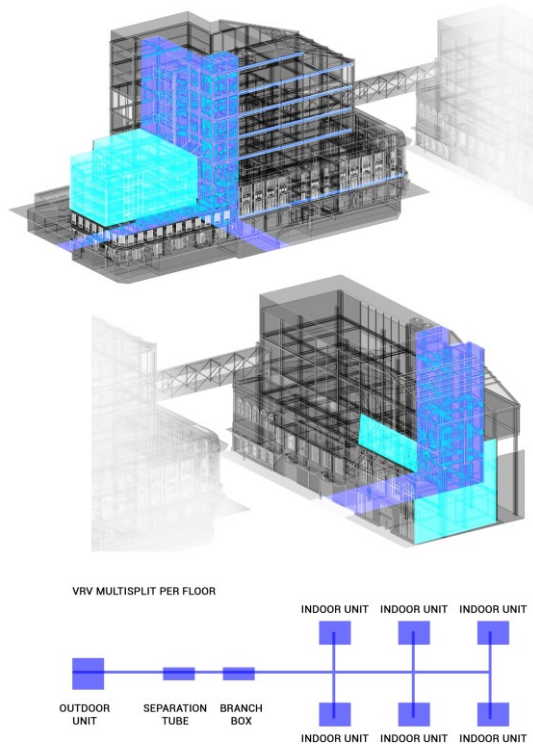 VRV MULTISPLIT PER FLOOR
INDOOR UNIT INDOOR UNIT INDOOR UNIT
OUTDOOR UNIT
SEPARATION TUBE
BRANCH BOX
INDOOR UNIT INDOOR UNIT INDOOR UNIT